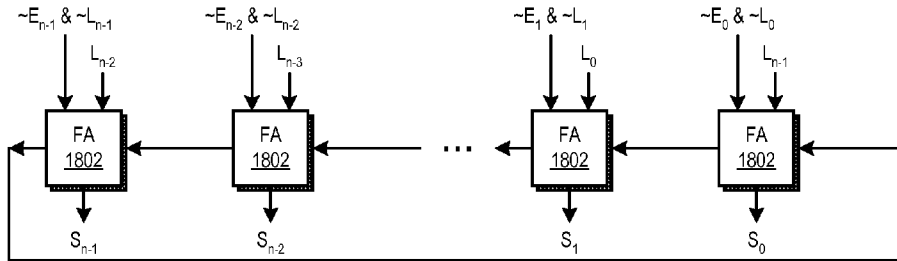 ~Eₙ₋₁ & ~Lₙ₋₁ ~Eₙ₋₂ & ~Lₙ₋₂ ~E₁ & ~L₁ ~E₀ & ~L₀
Lₙ₋₂ Lₙ₋₃ L₀ Lₙ₋₁
FA FA ... FA FA
1802 1802 1802 1802
Sₙ₋₁ Sₙ₋₂ S₁ S₀